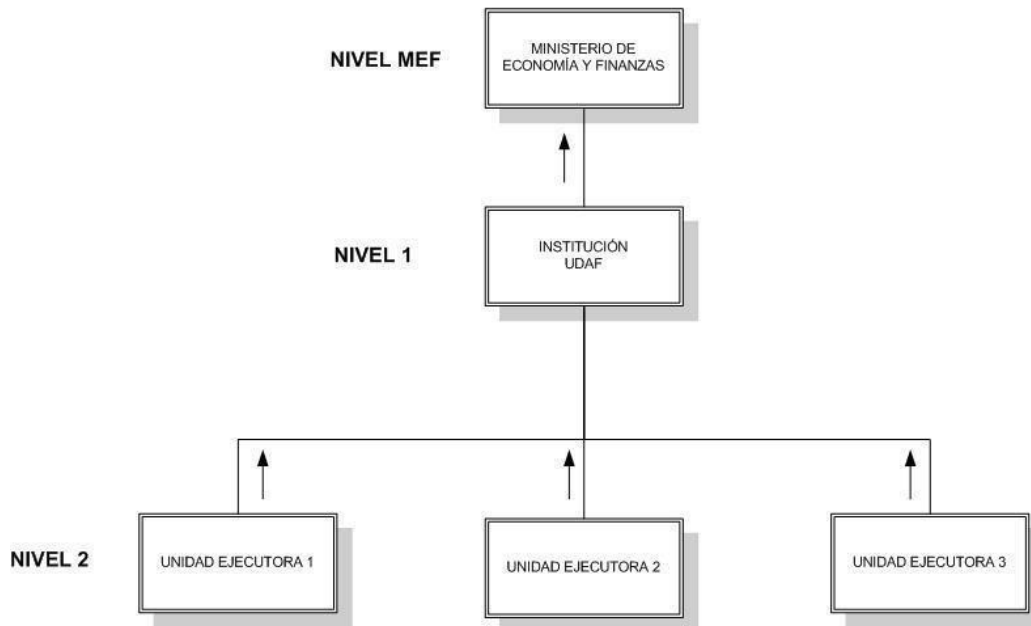 NIVEL MEF
MINISTERIO DE
ECONOMÍA Y FINANZAS
NIVEL 1
INSTITUCIÓN
UDAF
NIVEL 2
UNIDAD EJECUTORA 1
UNIDAD EJECUTORA 2
UNIDAD EJECUTORA 3